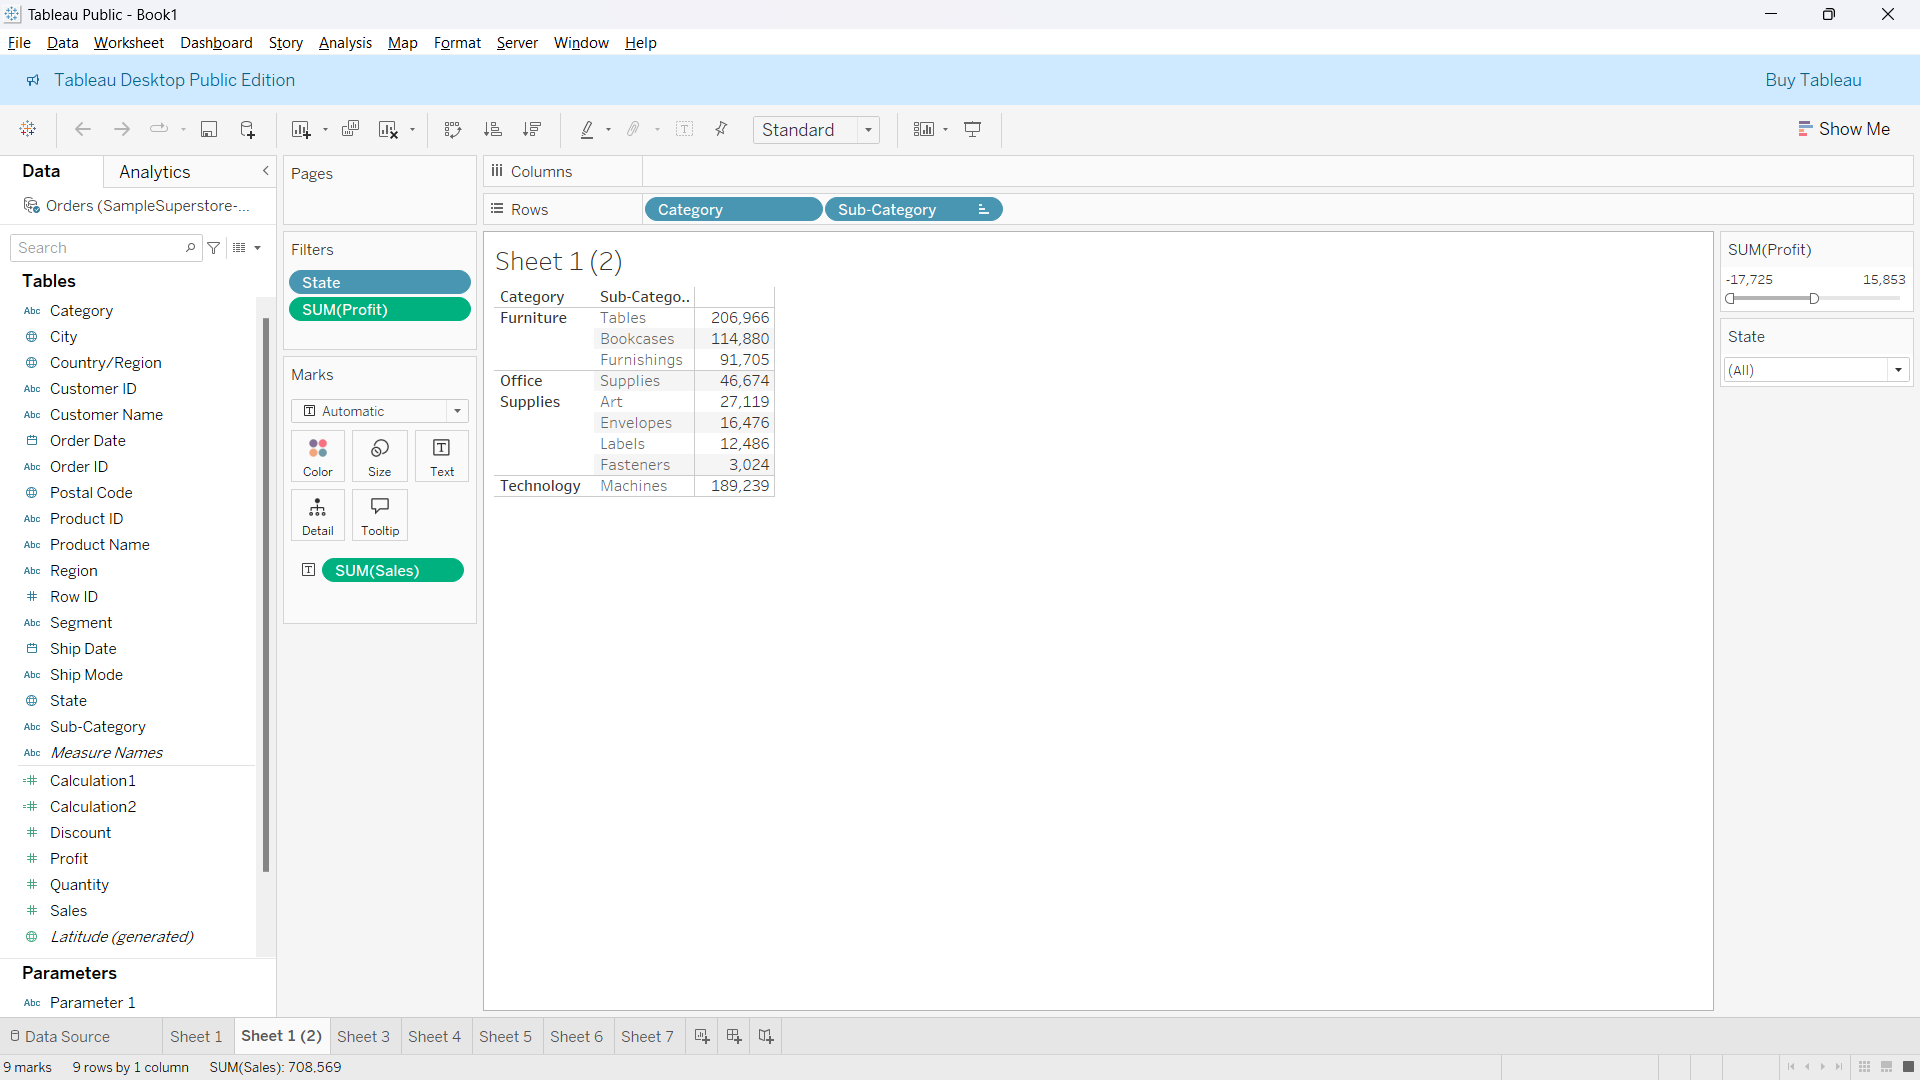 Tableau Public - Book1
File Data Worksheet Dashboard Story Analysis Map Format Server Window Help
Tableau Desktop Public Edition
Buy Tableau
Standard
Show Me
Data
Analytics
Orders (SampleSuperstore-...
Search
Tables
Abc Category
City
Country/Region
Abc Customer ID
Abc Customer Name
Order Date
Abc Order ID
Postal Code
Abc Product ID
Abc Product Name
Abc Region
# Row ID
Abc Segment
Ship Date
Abc Ship Mode
State
Abc Sub-Category
Abc Measure Names
=# Calculation1
=# Calculation2
# Discount
# Profit
# Quantity
# Sales
Latitude (generated)
Parameters
Abc Parameter 1
Pages
Filters
State
SUM(Profit)
Marks
T Automatic
Color
Size
T Text
Detail
Tooltip
T SUM(Sales)
Columns
Rows
Category
Sub-Category
Sheet 1 (2)
Category Sub-Catego..
Furniture Tables 206,966
Bookcases 114,880
Furnishings 91,705
Office Supplies 46,674
Supplies Art 27,119
Envelopes 16,476
Labels 12,486
Fasteners 3,024
Technology Machines 189,239
SUM(Profit)
-17,725 15,853
State
(All)
Data Source
Sheet 1
Sheet 1 (2)
Sheet 3
Sheet 4
Sheet 5
Sheet 6
Sheet 7
9 marks 9 rows by 1 column SUM(Sales): 708,569